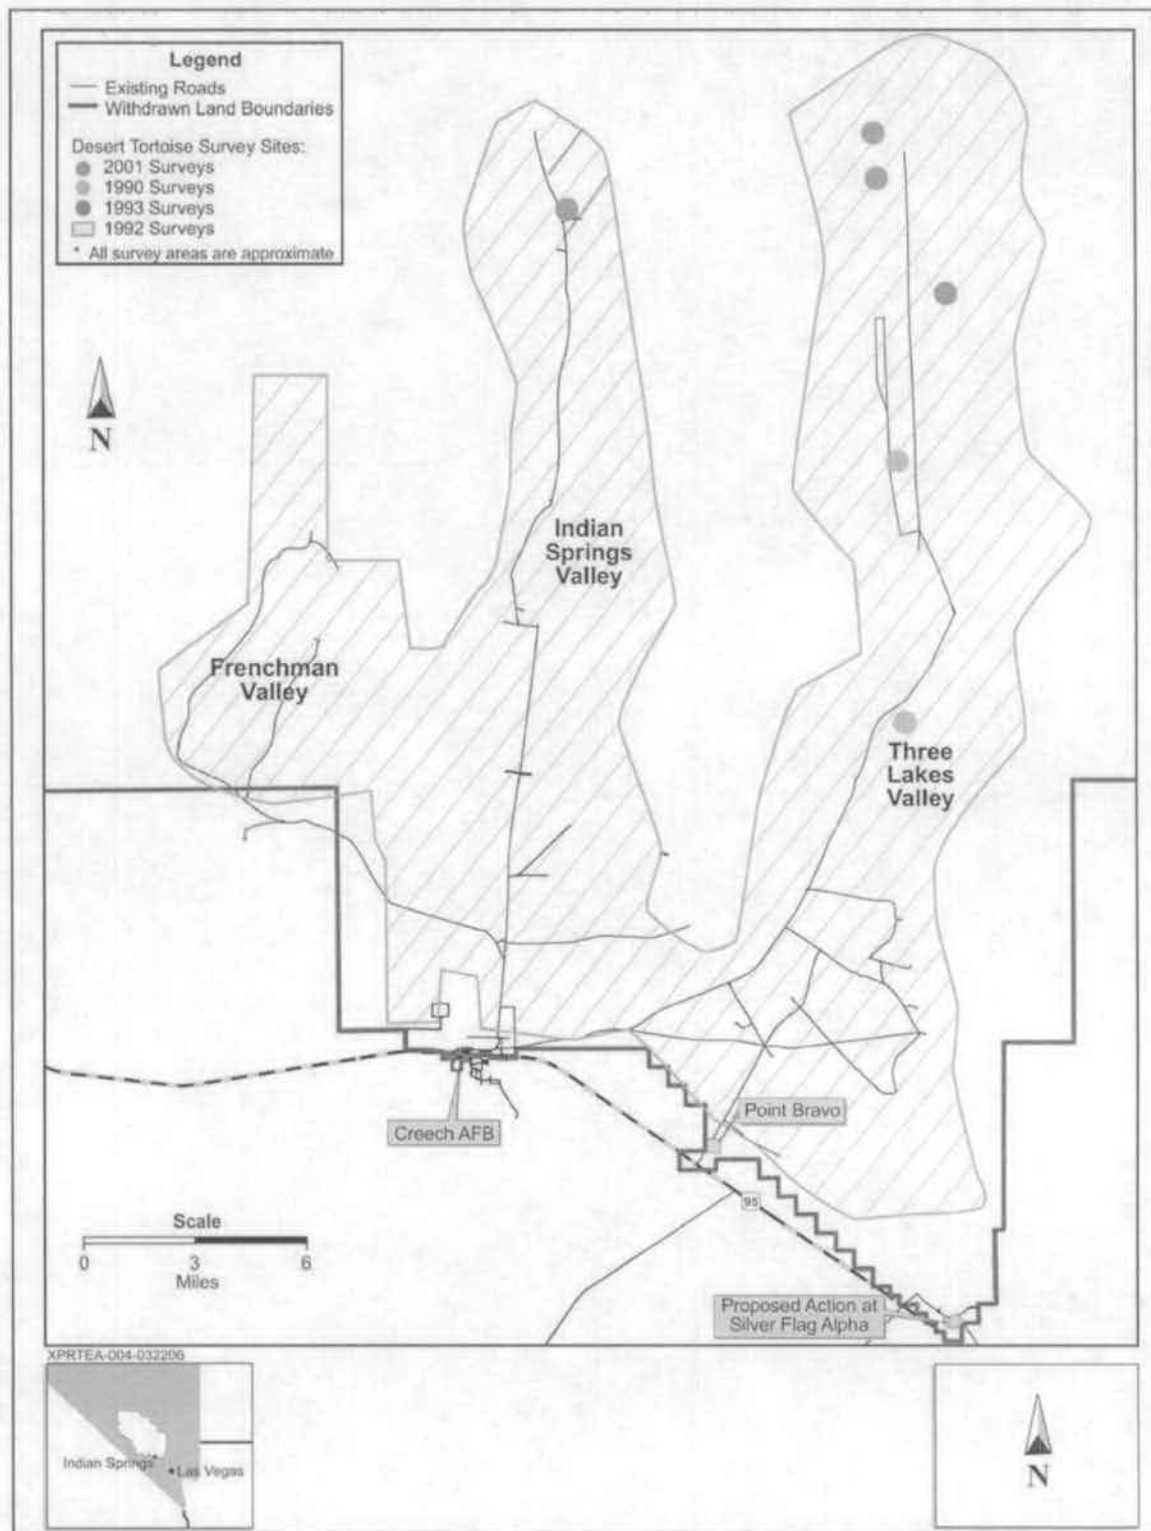 Legend
Existing Roads
Withdrawn Land Boundaries
Desert Tortoise Survey Sites:
2001 Surveys
1990 Surveys
1993 Surveys
1992 Surveys
* All survey areas are approximate
N
Indian
Springs
Valley
Frenchman
Valley
Three
Lakes
Valley
Point Bravo
Creech AFB
95
Scale
0 3 6
Miles
Proposed Action at
Silver Flag Alpha
XPRTEA-004-032206
Indian Springs
Las Vegas
N